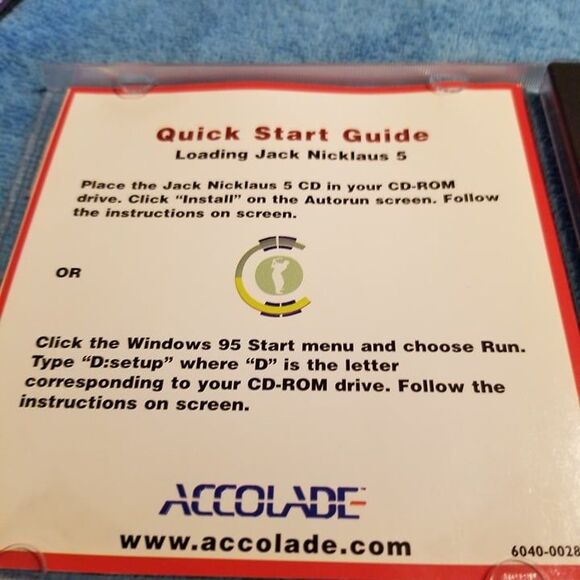 Quick Start Guide
Loading Jack Nicklaus 5
Place the Jack Nicklaus 5 CD in your CD-ROM
drive. Click "Install" on the Autorun screen. Follow
the instructions on screen.
OR
Click the Windows 95 Start menu and choose Run.
Type "D:setup" where "D" is the letter
corresponding to your CD-ROM drive. Follow the
instructions on screen.
ACCOLADE™
www.accolade.com
6040-0028